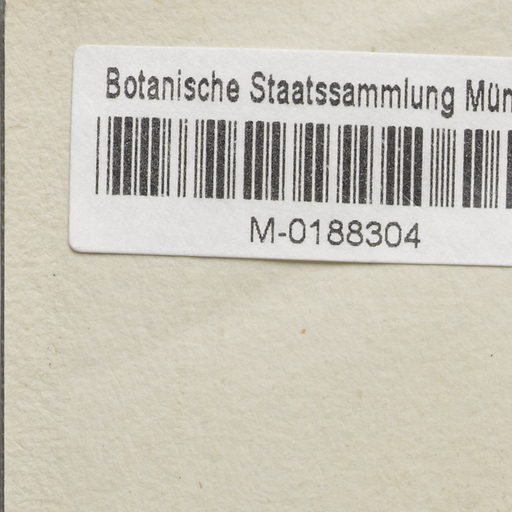 Botanische Staatssammlung Mün
M-0188304